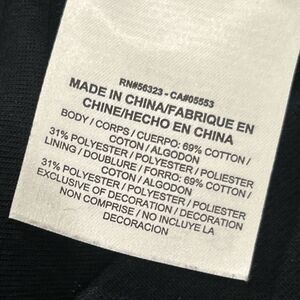 RN#56323 - CA#05553
MADE IN CHINA/FABRIQUE EN
CHINE/HECHO EN CHINA
BODY / CORPS / CUERPO: 69% COTTON /
COTON / ALGODON
31% POLYESTER / POLYESTER / POLIESTER
LINING / DOUBLURE / FORRO: 69% COTTON /
COTON / ALGODON
31% POLYESTER / POLYESTER / POLIESTER
EXCLUSIVE OF DECORATION / DECORATION
NON COMPRISE / NO INCLUYE LA
DECORACION